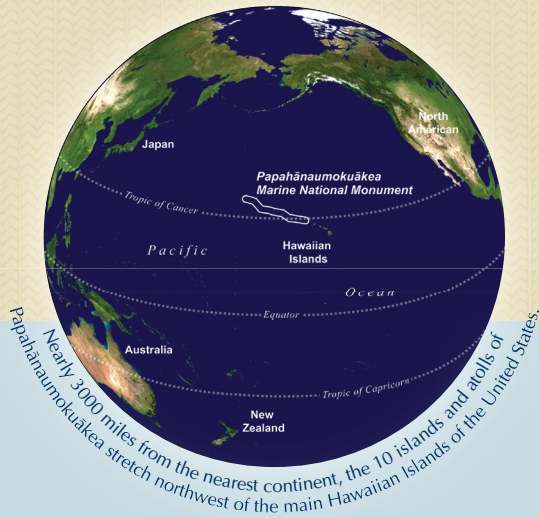 North
American
Japan
Papahānaumokuākea
Marine National Monument
Tropic of Cancer
Pacific
Hawaiian
Islands
Ocean
Equator
Australia
Tropic of Capricorn
New
Zealand
Nearly 3000 miles from the nearest continent, the 10 islands and atolls of
Papahānaumokuākea stretch northwest of the main Hawaiian Islands of the United States.